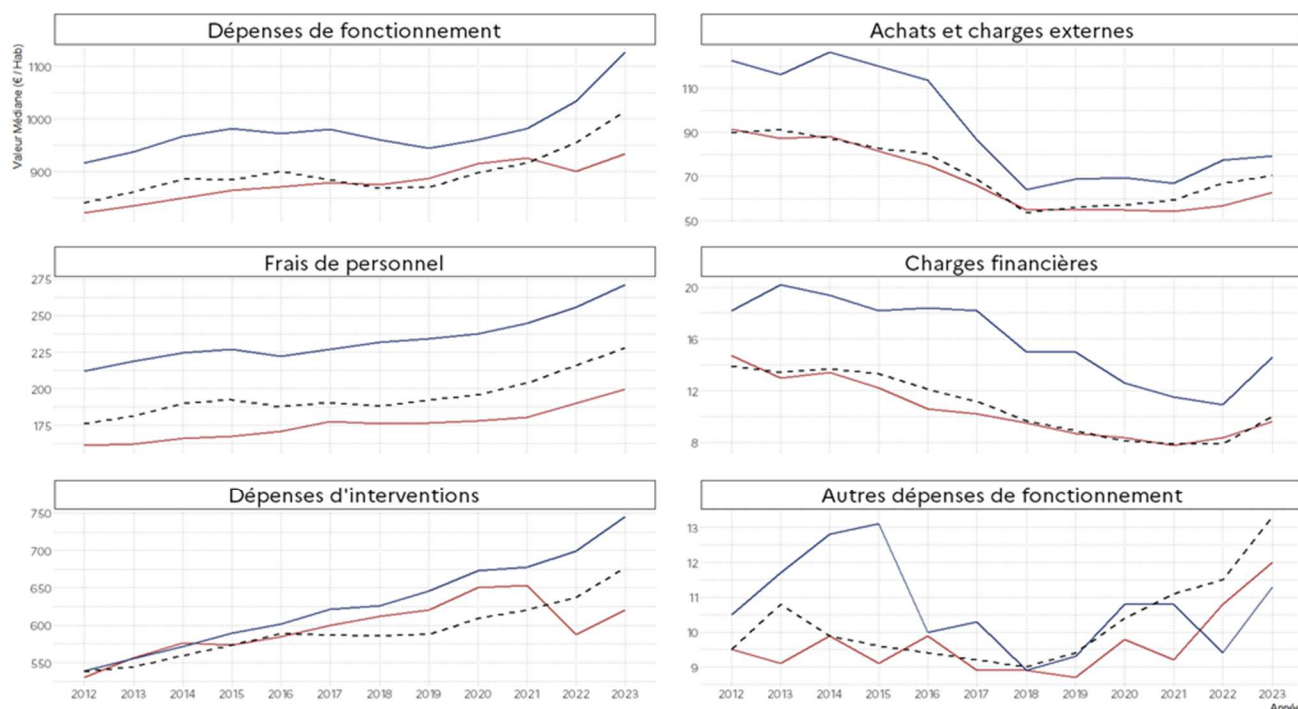 Dépenses de fonctionnement
Achats et charges externes
Valeur Médiane (€ / Hab)
1100
1000
900
110
90
70
50
Frais de personnel
Charges financières
275
250
225
200
175
20
16
12
8
Dépenses d'interventions
Autres dépenses de fonctionnement
750
700
650
600
550
13
12
11
10
9
2012 2013 2014 2015 2016 2017 2018 2019 2020 2021 2022 2023
2012 2013 2014 2015 2016 2017 2018 2019 2020 2021 2022 2023
Année